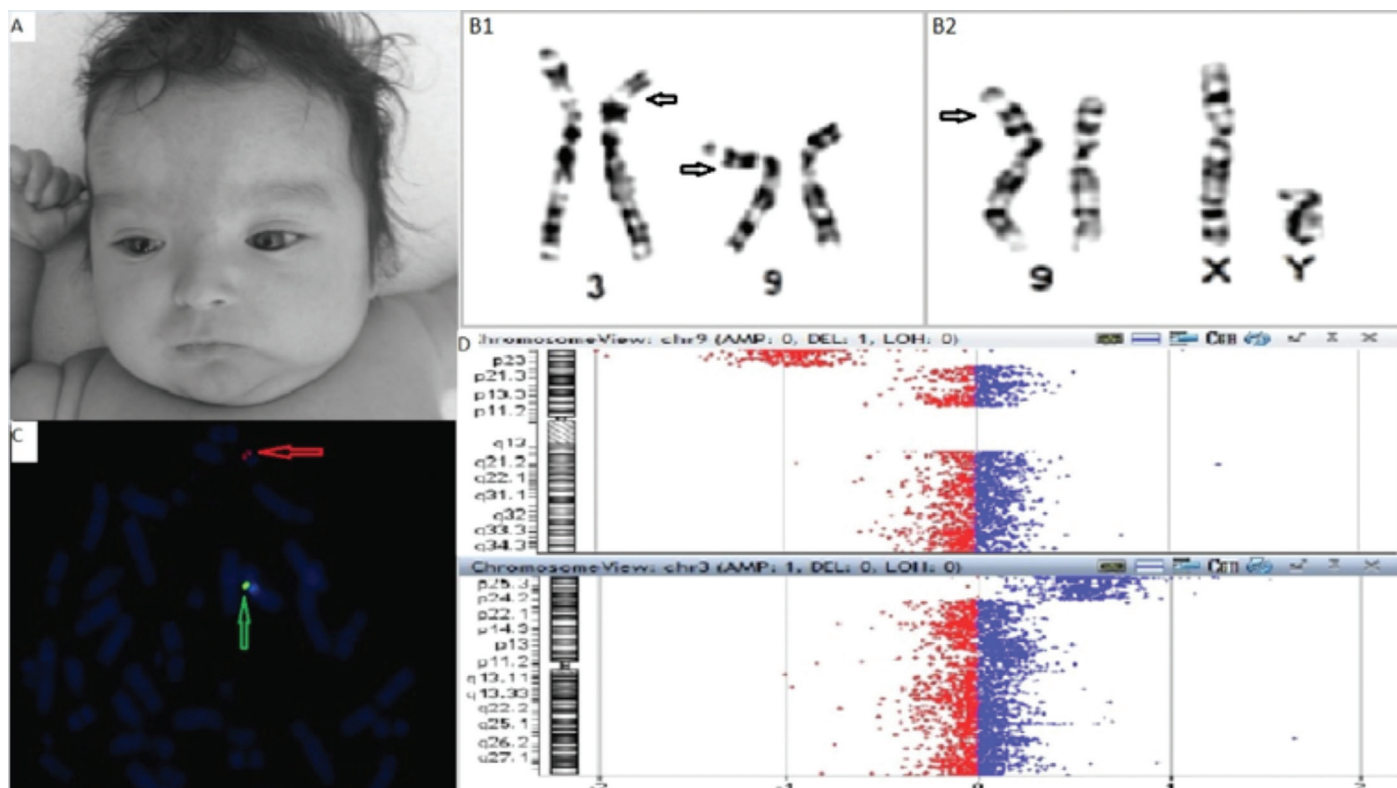 A
B1
3
9
B2
9
X
Y
C
D
ChromosomeView: chr9 (AMP: 0, DEL: 1, LOH: 0)
p23
p21.3
p13.3
p11.2
q13
q21.2
q22.1
q31.1
q32
q33.3
q34.3
ChromosomeView: chr3 (AMP: 1, DEL: 0, LOH: 0)
p25.3
p24.2
p22.1
p14.3
p13
p11.2
q13.11
q13.33
q22.2
q25.1
q26.2
q27.1
-2
-1
0
1
2